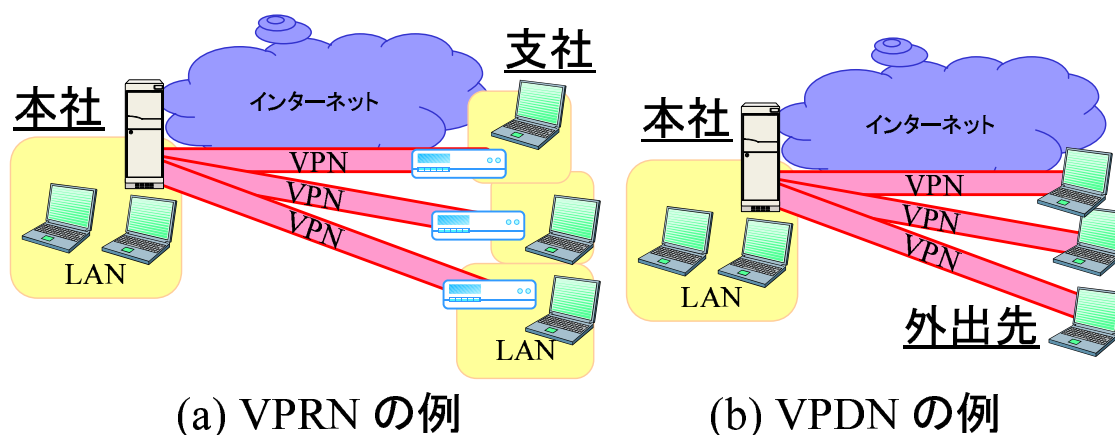 支社
本社
インターネット
VPN
VPN
VPN
LAN
LAN
(a) VPRN の例
本社
インターネット
VPN
VPN
VPN
LAN
外出先
(b) VPDN の例